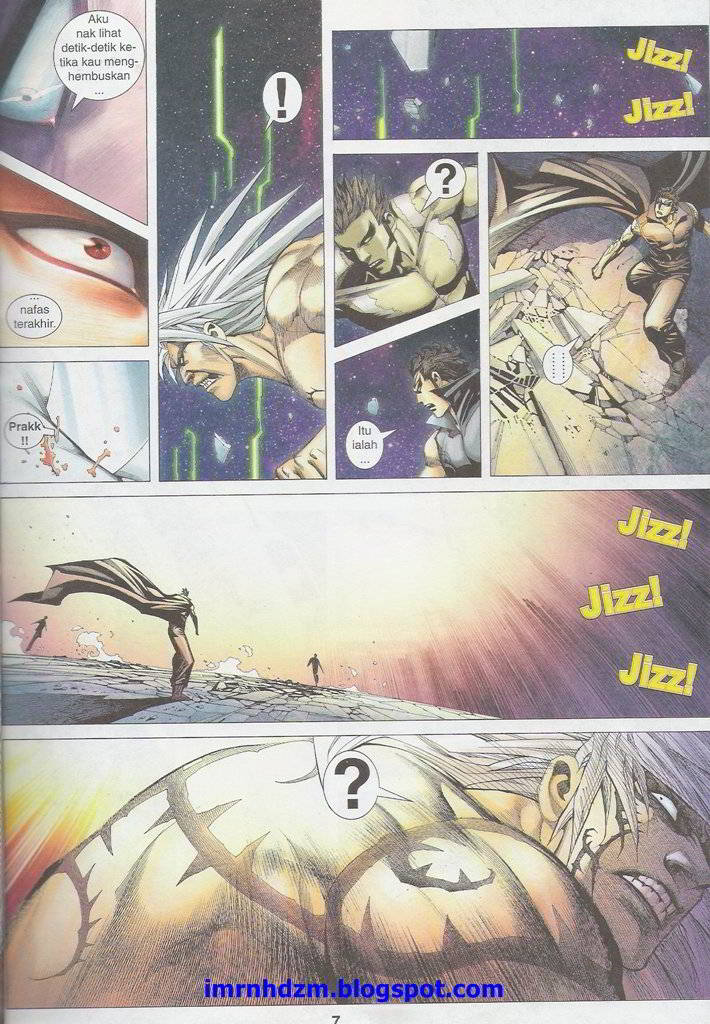 Aku
nak lihat
detik-detik ke-
tika kau meng-
hembuskan
...
...
nafas
terakhir.
Prakk
!!
!
Jizz!
Jizz!
?
Itu
ialah
...
......
Jizz!
Jizz!
Jizz!
?
imrnhdzm.blogspot.com
7